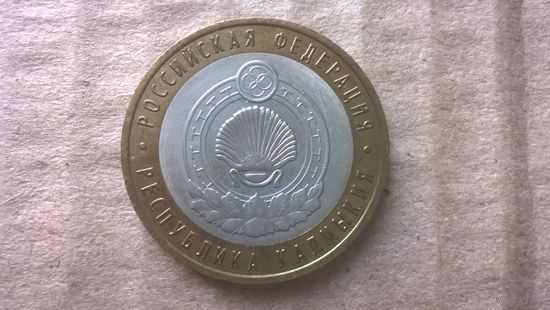 РОССИЙСКАЯ ФЕДЕРАЦИЯ
РЕСПУБЛИКА КАЛМЫКИЯ